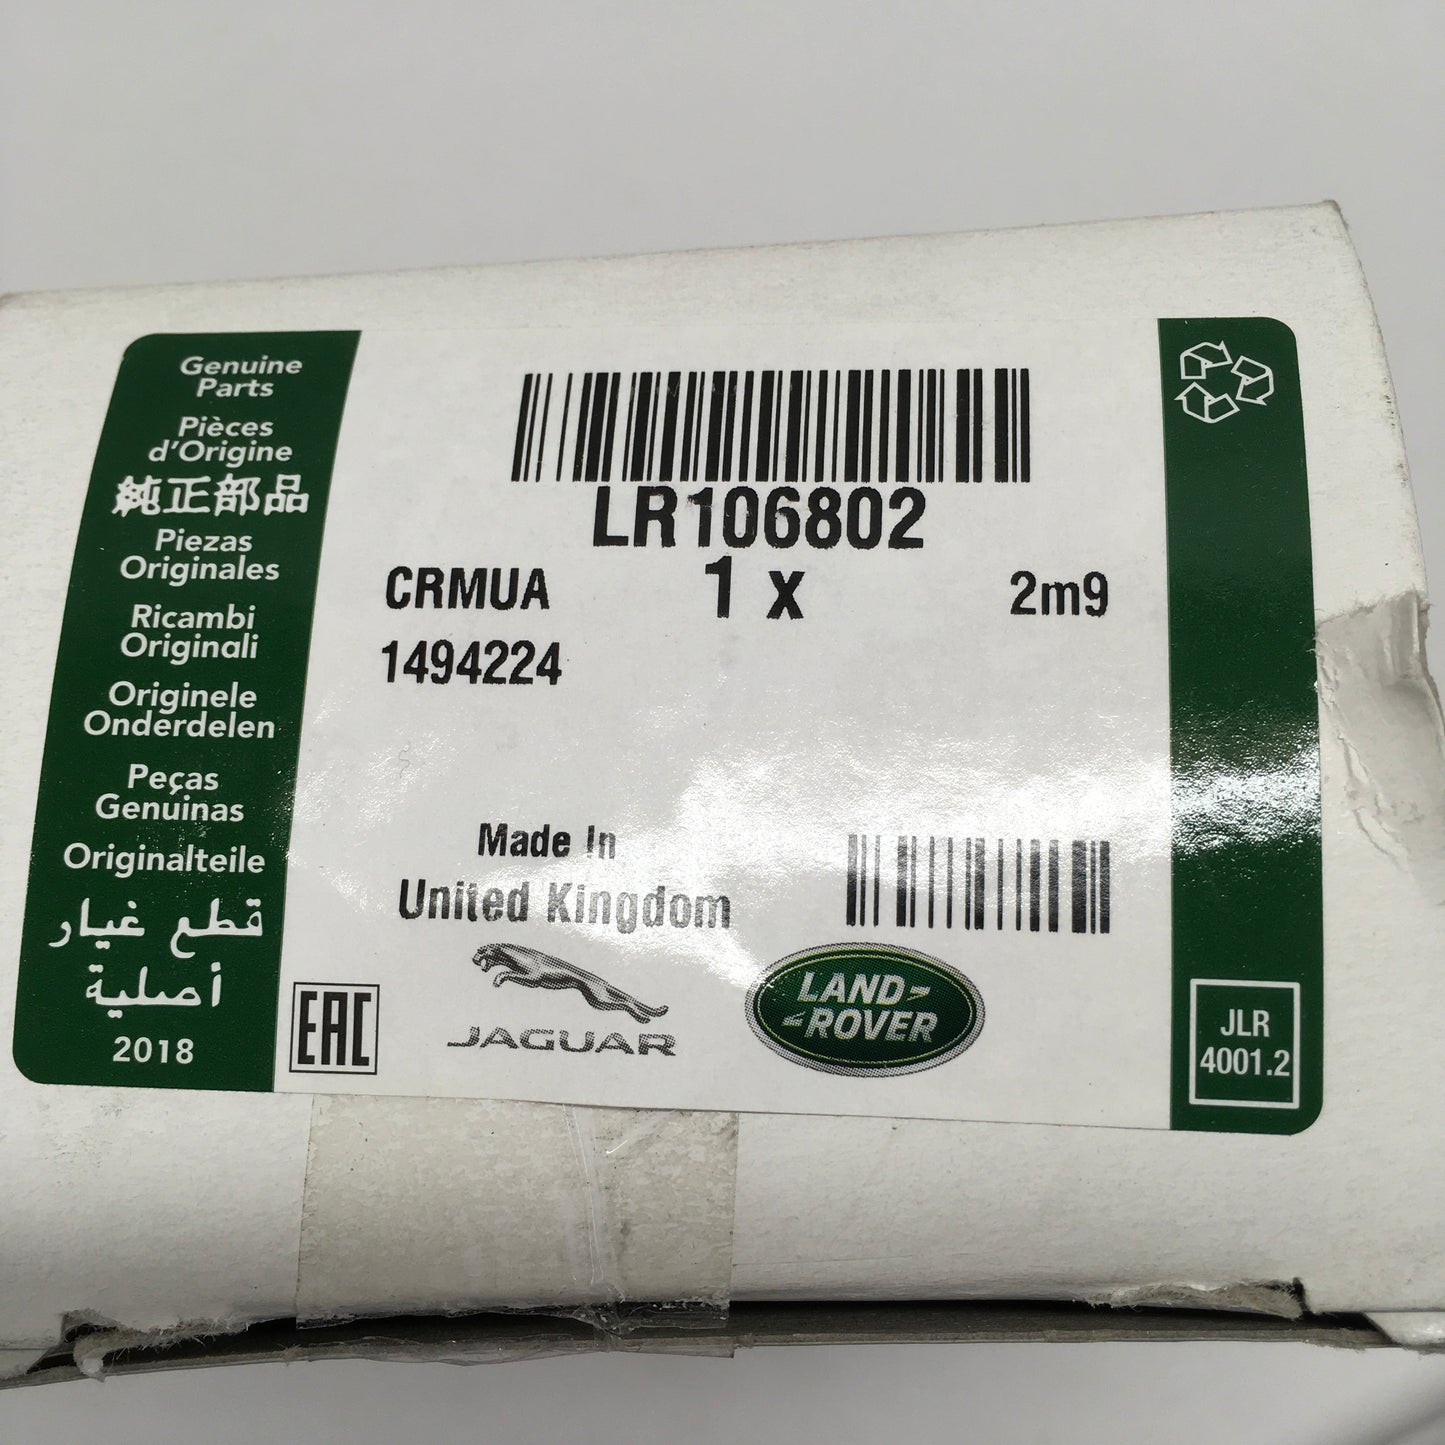 Genuine
Parts
Pièces
d'Origine
純正部品
Piezas
Originales
Ricambi
Originali
Originele
Onderdelen
Peças
Genuinas
Originalteile
قطع غيار
أصلية
2018
LR106802
CRMUA 1 x 2m9
1494224
Made In
United Kingdom
EAC
JAGUAR
LAND-
-ROVER
JLR
4001.2